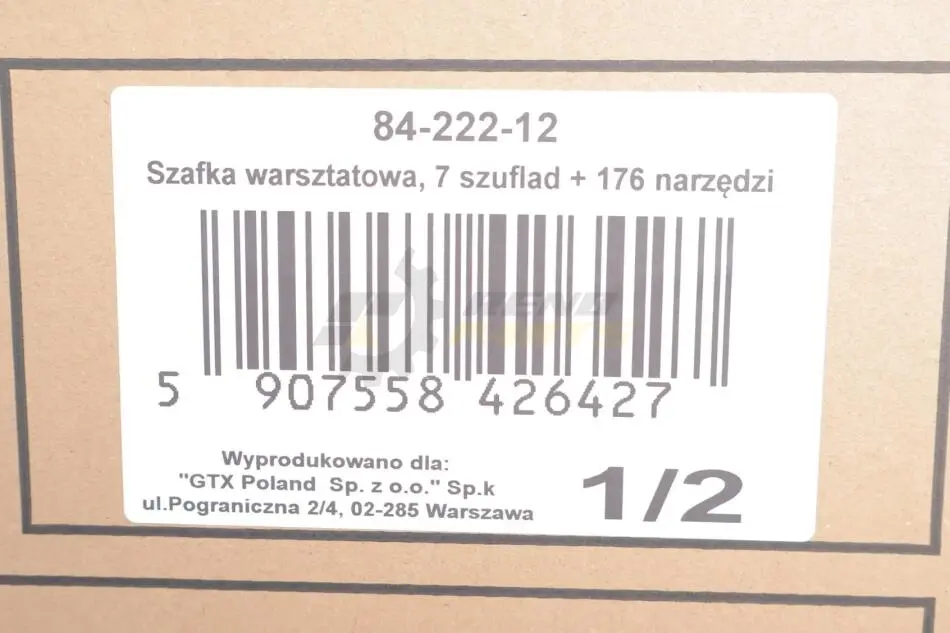 84-222-12
Szafka warsztatowa, 7 szuflad + 176 narzędzi
5 907558 426427
Wyprodukowano dla:
"GTX Poland Sp. z o.o." Sp.k
ul.Pograniczna 2/4, 02-285 Warszawa
1/2